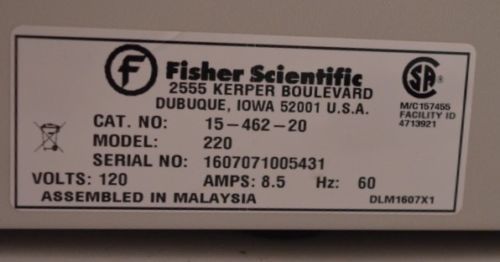 Fisher Scientific
2555 KERPER BOULEVARD
DUBUQUE, IOWA 52001 U.S.A.
M/C157455
FACILITY ID
4713921
CAT. NO: 15-462-20
MODEL: 220
SERIAL NO: 1607071005431
VOLTS: 120 AMPS: 8.5 Hz: 60
ASSEMBLED IN MALAYSIA DLM1607X1